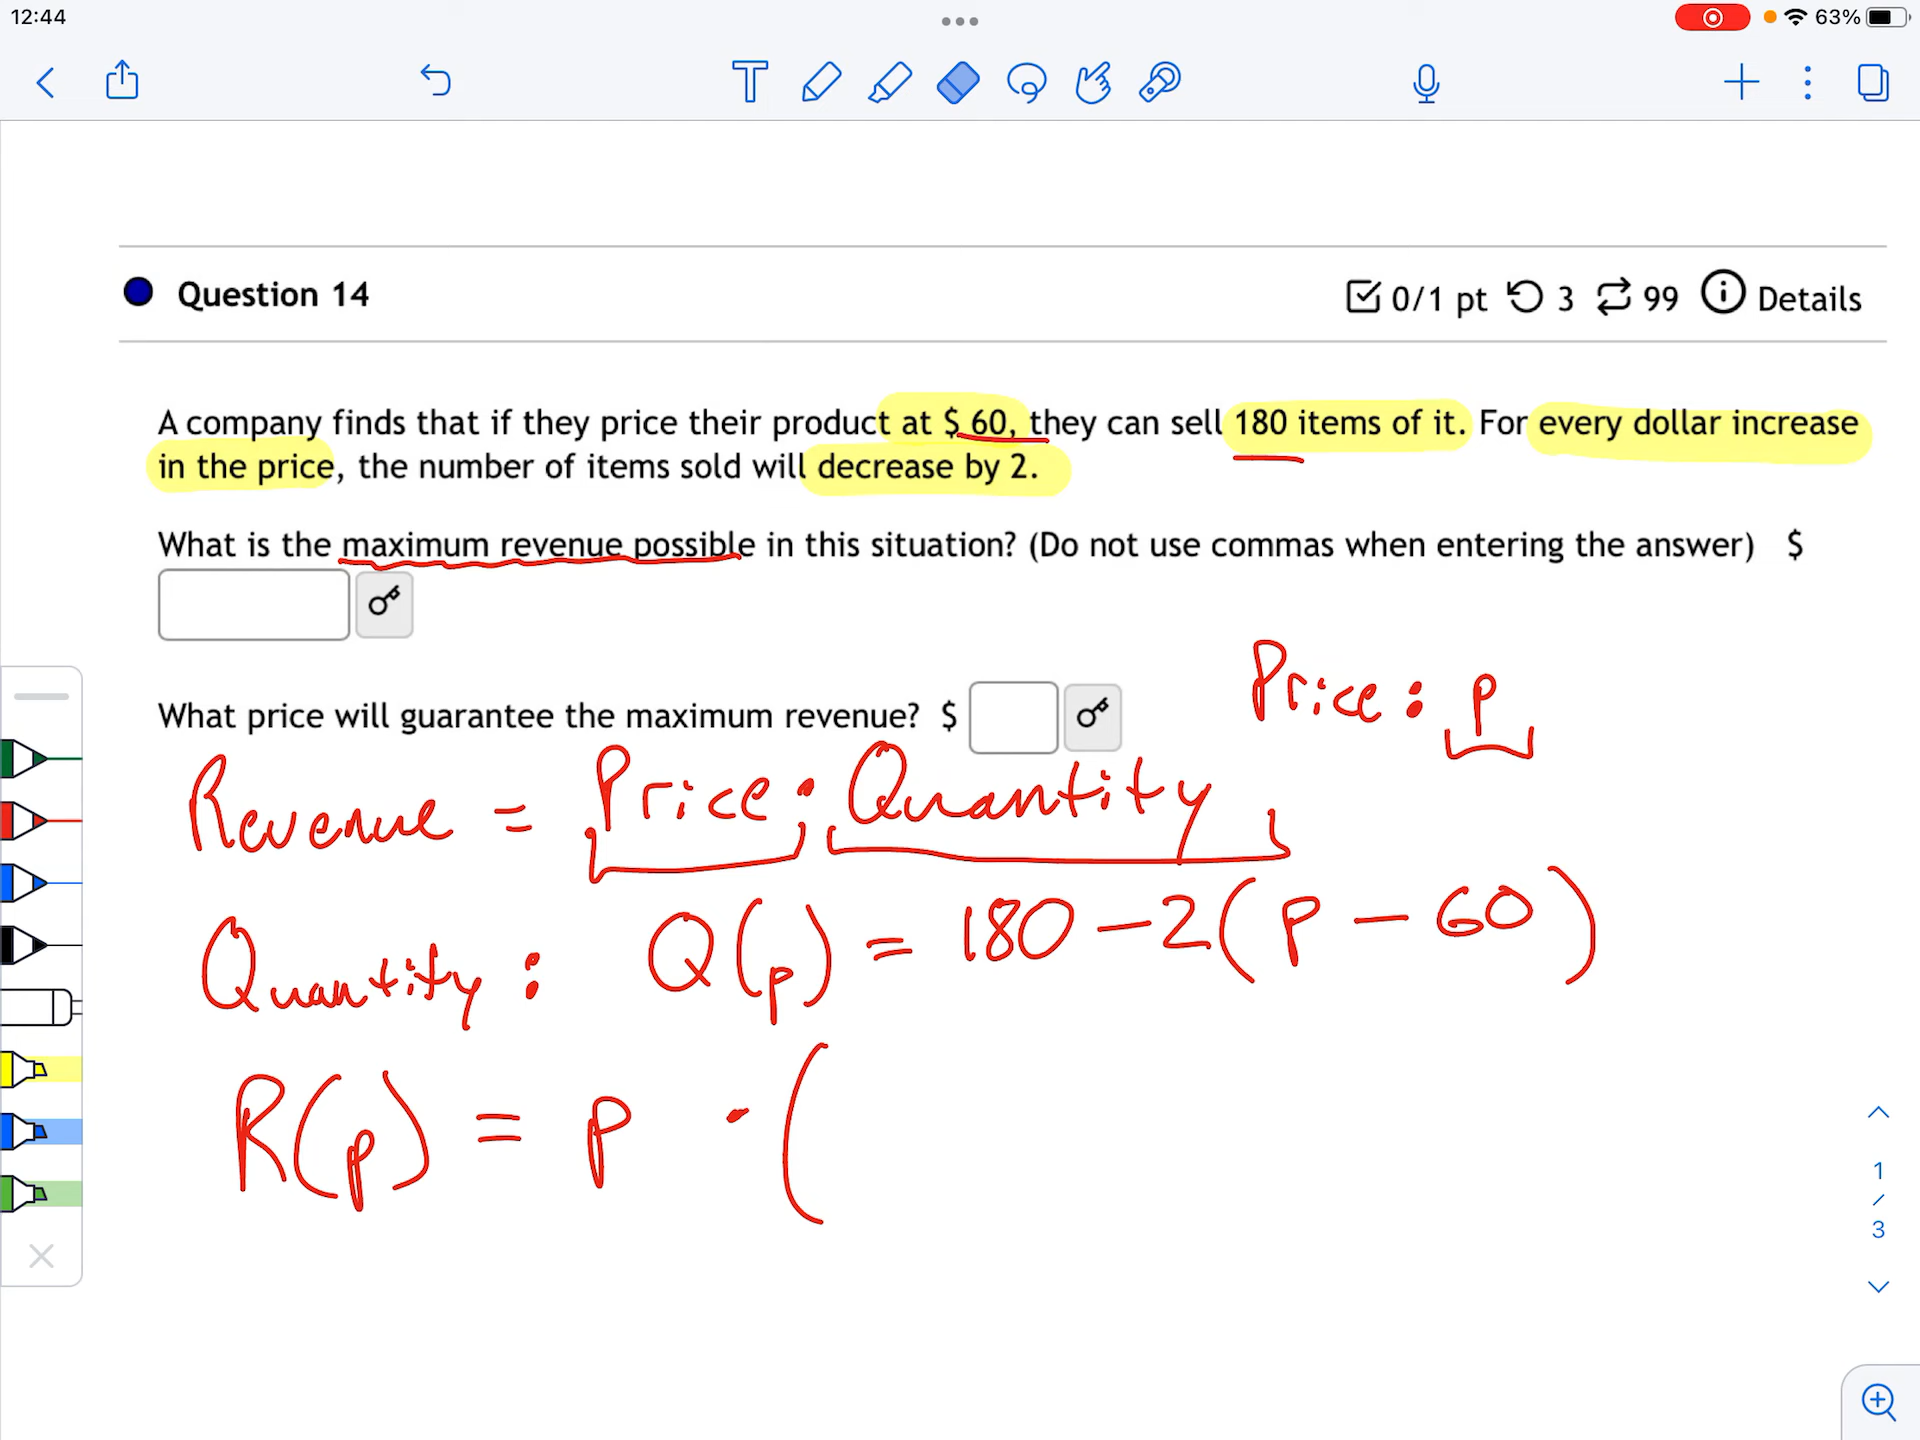 12:44
63%
T
Question 14
0/1 pt 3 99 Details
A company finds that if they price their product at $ 60, they can sell 180 items of it. For every dollar increase
in the price, the number of items sold will decrease by 2.
What is the maximum revenue possible in this situation? (Do not use commas when entering the answer) $
What price will guarantee the maximum revenue? $
Price : p
Revenue = Price · Quantity
Quantity : Q(p) = 180 - 2(p - 60)
R(p) = p · (
1
/
3